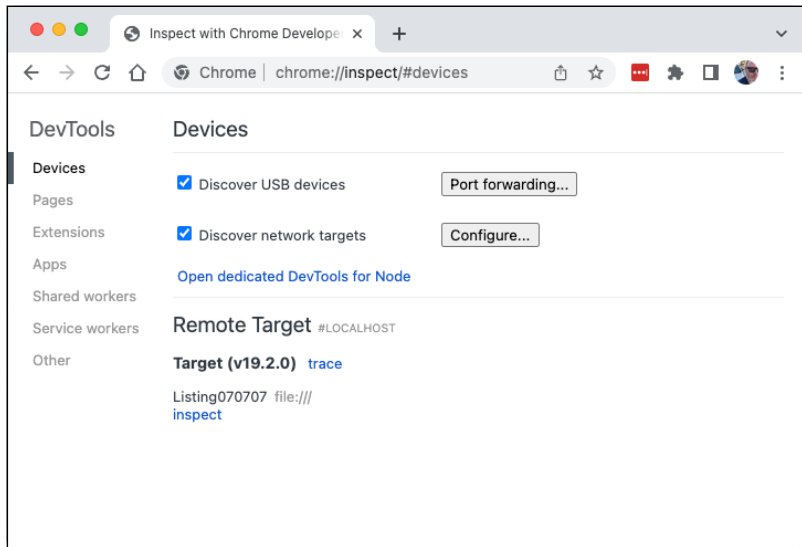 Inspect with Chrome Develope
Chrome | chrome://inspect/#devices
DevTools
Devices
Pages
Extensions
Apps
Shared workers
Service workers
Other
Devices
Discover USB devices
Port forwarding...
Discover network targets
Configure...
Open dedicated DevTools for Node
Remote Target #LOCALHOST
Target (v19.2.0) trace
Listing070707 file:///
inspect